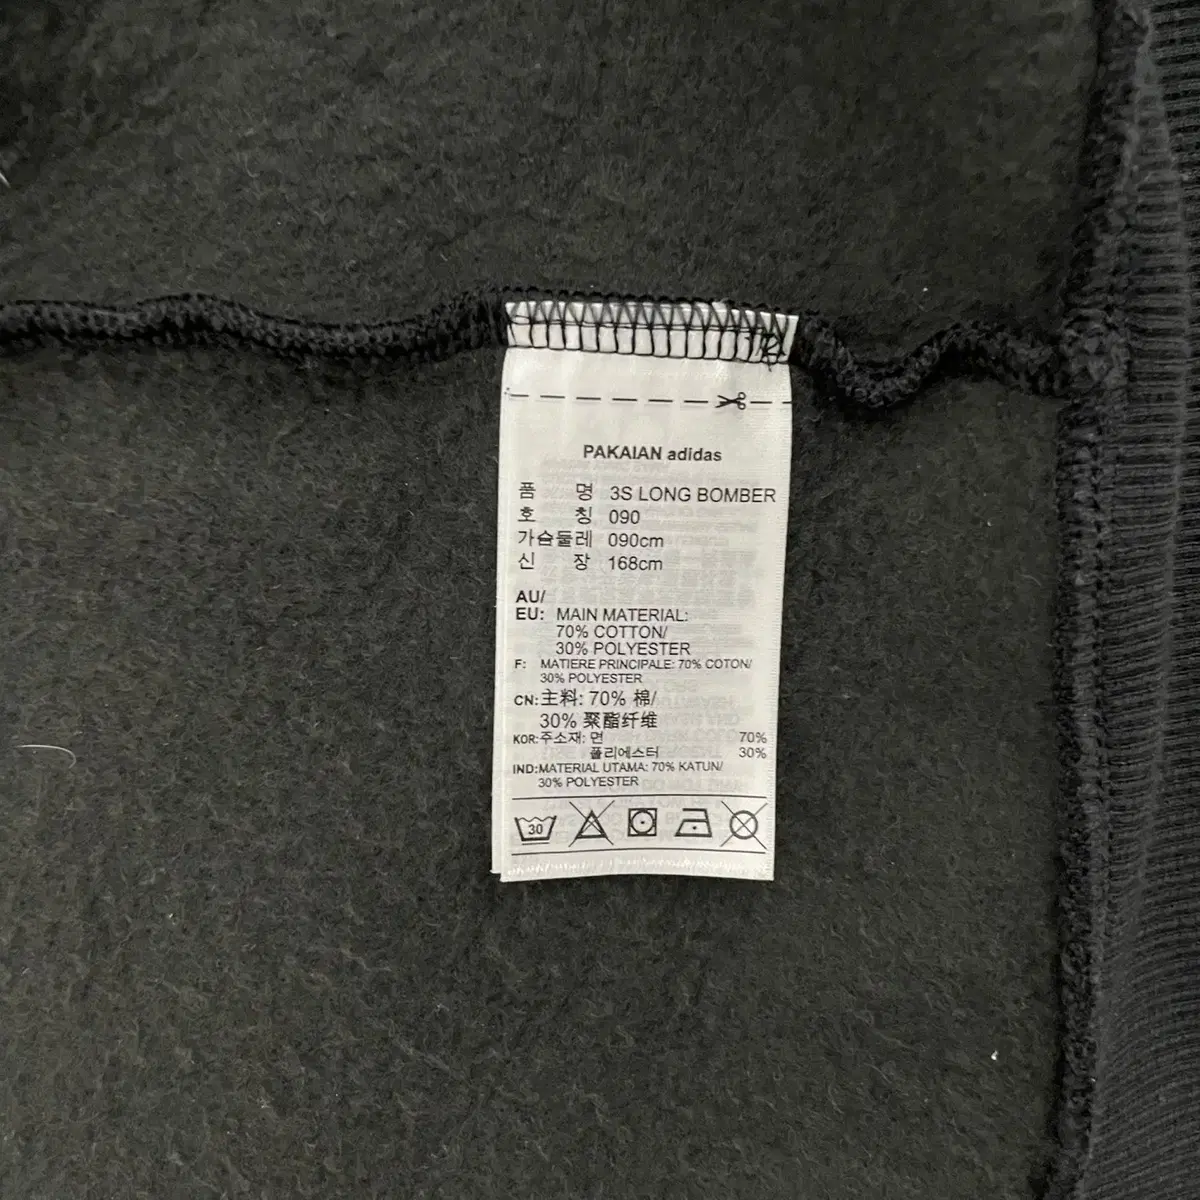 PAKAIAN adidas
품 명 3S LONG BOMBER
호 칭 090
가슴둘레 090cm
신 장 168cm
AU/
EU: MAIN MATERIAL:
70% COTTON/
30% POLYESTER
F: MATIERE PRINCIPALE: 70% COTON/
30% POLYESTER
CN:主料: 70% 棉/
30% 聚酯纤维
KOR:주소재: 면 70%
폴리에스터 30%
IND:MATERIAL UTAMA: 70% KATUN/
30% POLYESTER
30